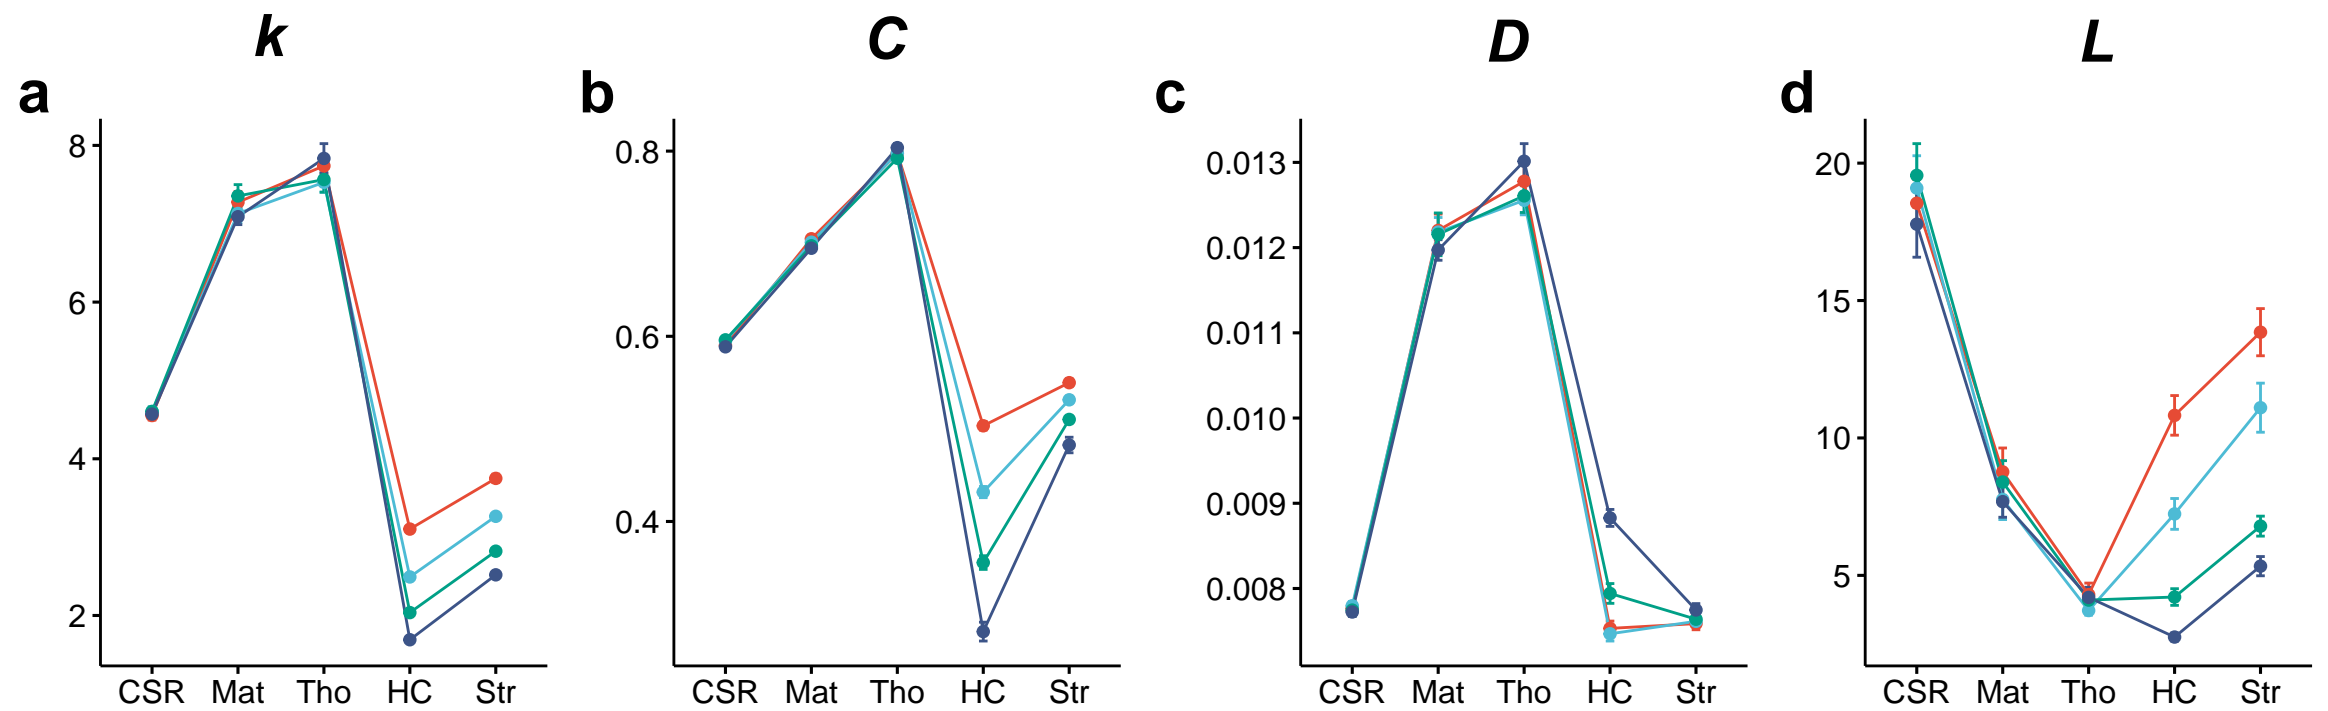 k
C
D
L
a
b
c
d
8
6
4
2
CSR Mat Tho HC Str
0.8
0.6
0.4
CSR Mat Tho HC Str
0.013
0.012
0.011
0.010
0.009
0.008
CSR Mat Tho HC Str
20
15
10
5
CSR Mat Tho HC Str